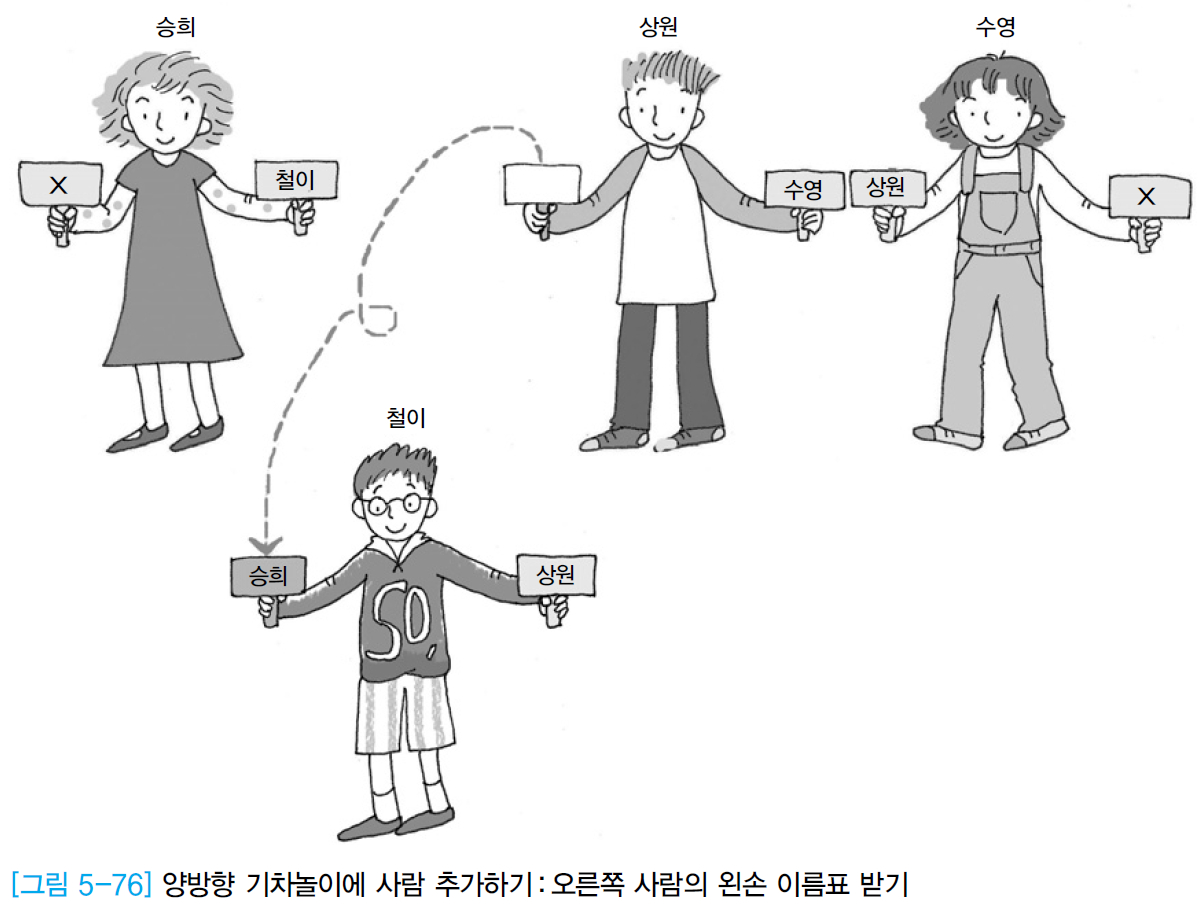 승희
상원
수영
X
철이
수영
상원
X
철이
승희
상원
SO,
[그림 5-76] 양방향 기차놀이에 사람 추가하기 : 오른쪽 사람의 왼손 이름표 받기